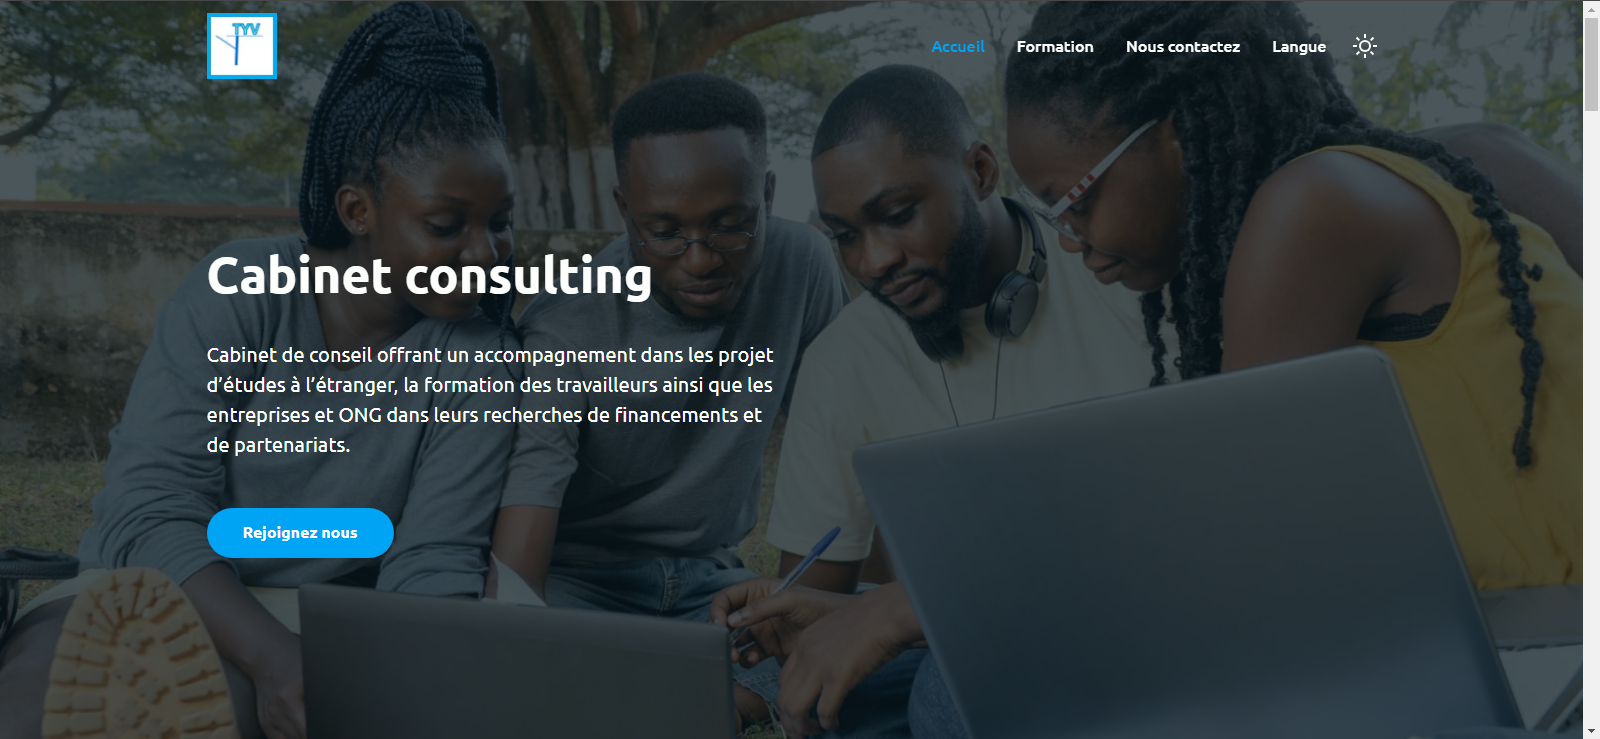 TYV
Accueil Formation Nous contactez Langue
Cabinet consulting
Cabinet de conseil offrant un accompagnement dans les projet
d’études à l’étranger, la formation des travailleurs ainsi que les
entreprises et ONG dans leurs recherches de financements et
de partenariats.
Rejoignez nous